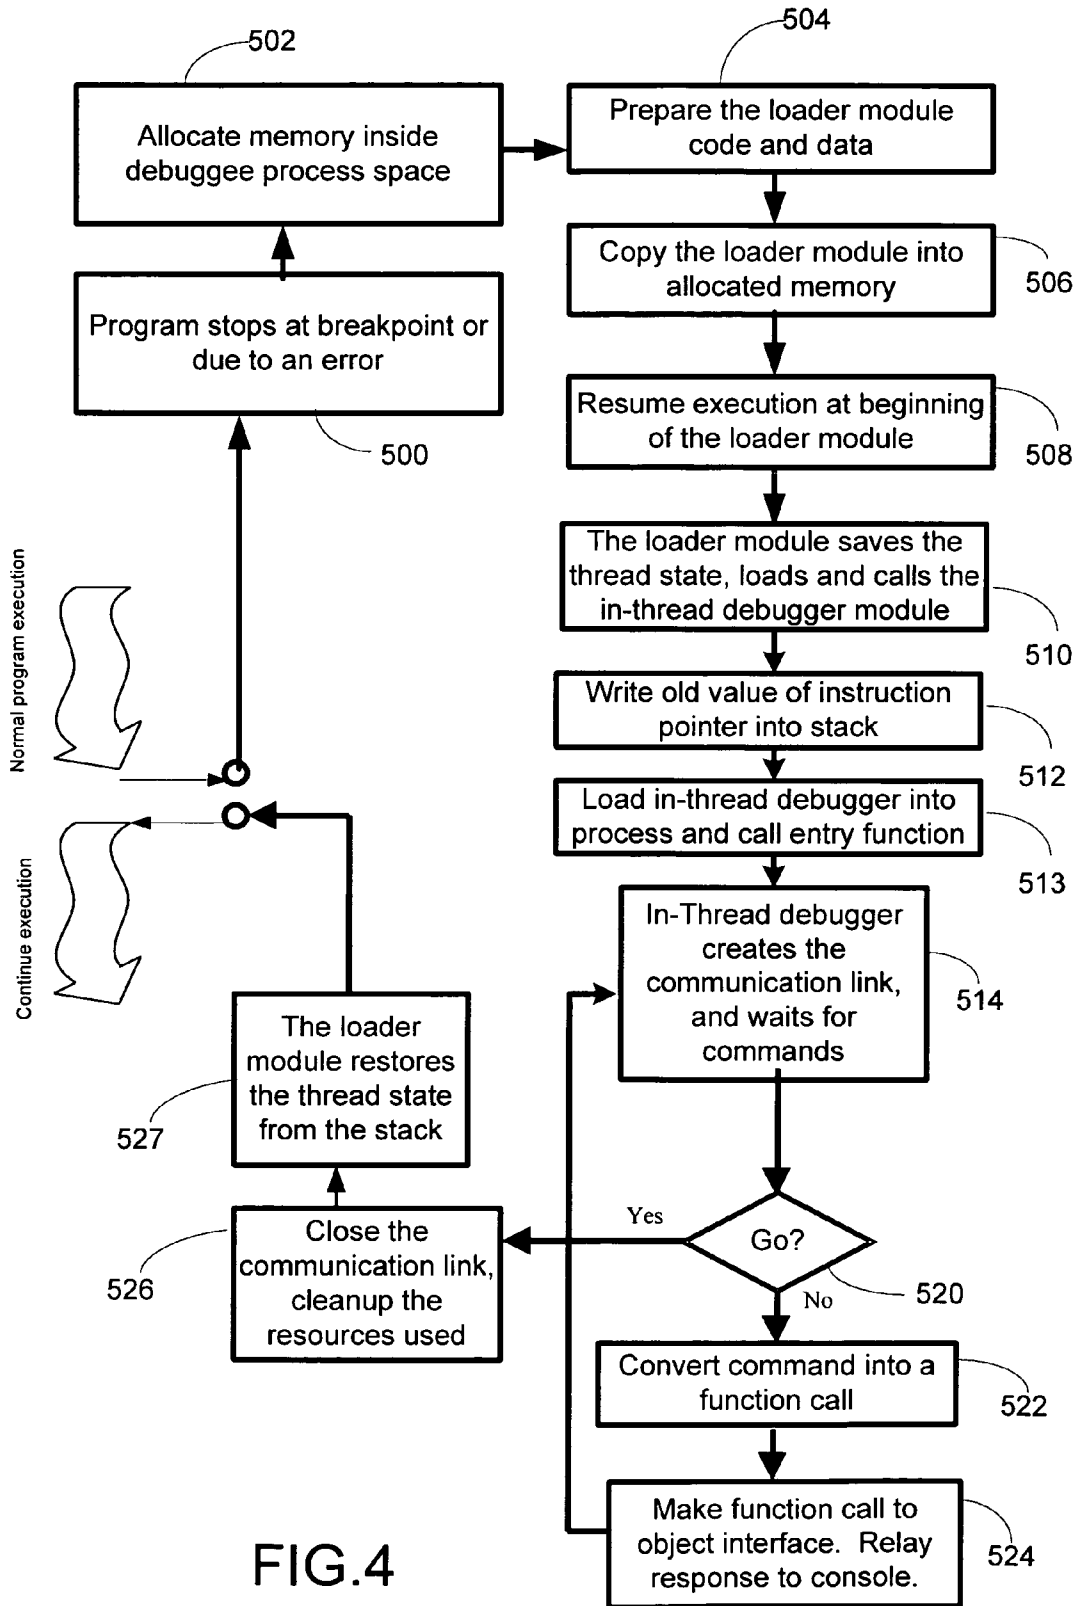 502
Allocate memory inside
debuggee process space
504
Prepare the loader module
code and data
Copy the loader module into
allocated memory
506
Program stops at breakpoint or
due to an error
500
Resume execution at beginning
of the loader module
508
The loader module saves the
thread state, loads and calls the
in-thread debugger module
510
Write old value of instruction
pointer into stack
512
Load in-thread debugger into
process and call entry function
513
Normal program execution
Continue execution
In-Thread debugger
creates the
communication link,
and waits for
commands
514
The loader
module restores
the thread state
from the stack
527
Close the
communication link,
cleanup the
resources used
526
Yes
Go?
520
No
Convert command into a
function call
522
Make function call to
object interface. Relay
response to console.
524
FIG.4